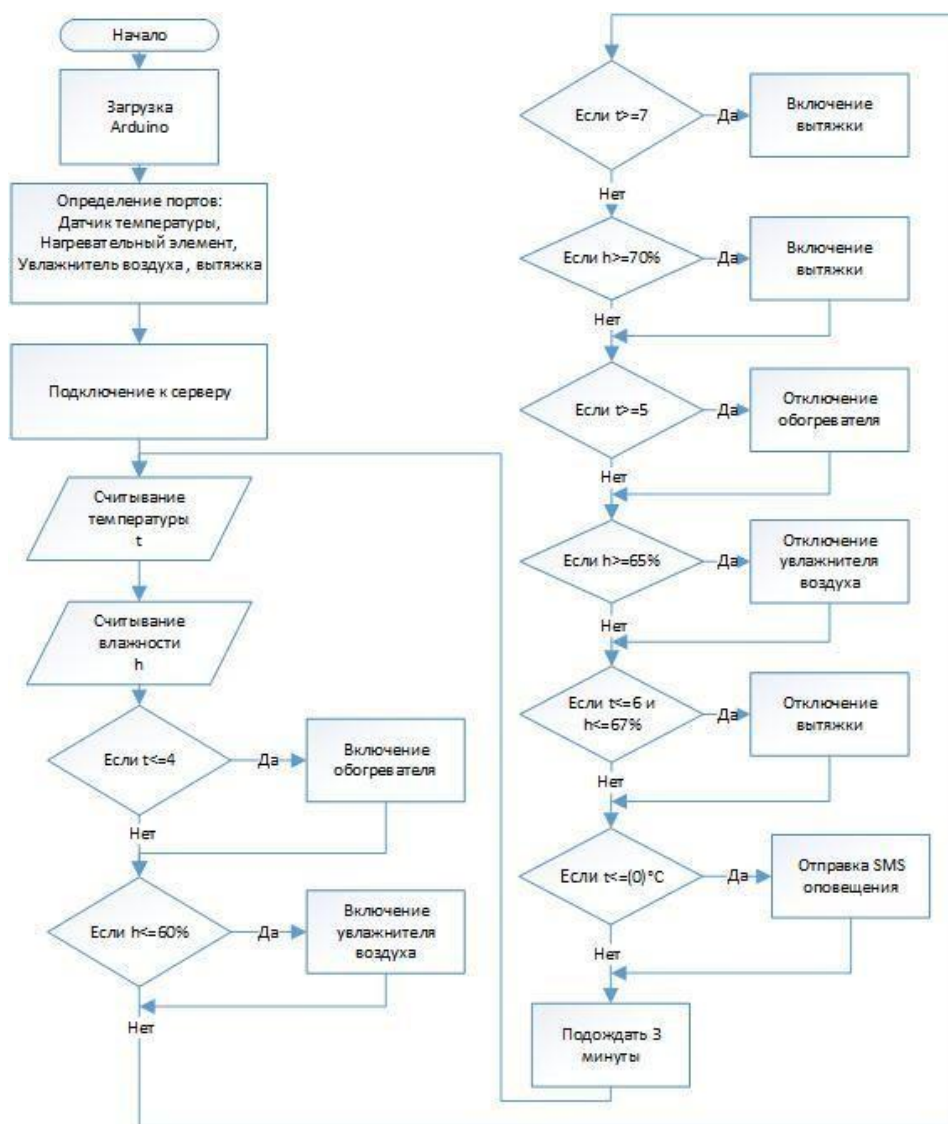 Начало
Загрузка
Arduino
Определение портов:
Датчик температуры,
Нагревательный элемент,
Увлажнитель воздуха , вытяжка
Подключение к серверу
Считывание
температуры
t
Считывание
влажности
h
Если t<=4
Да
Включение
обогревателя
Нет
Если h<=60%
Да
Включение
увлажнителя
воздуха
Нет
Если t>=7
Да
Включение
вытяжки
Нет
Если h>=70%
Да
Включение
вытяжки
Нет
Если t>=5
Да
Отключение
обогревателя
Нет
Если h>=65%
Да
Отключение
увлажнителя
воздуха
Нет
Если t<=6 и
h<=67%
Да
Отключение
вытяжки
Нет
Если t<=(0)°C
Да
Отправка SMS
оповещения
Нет
Подождать 3
минуты